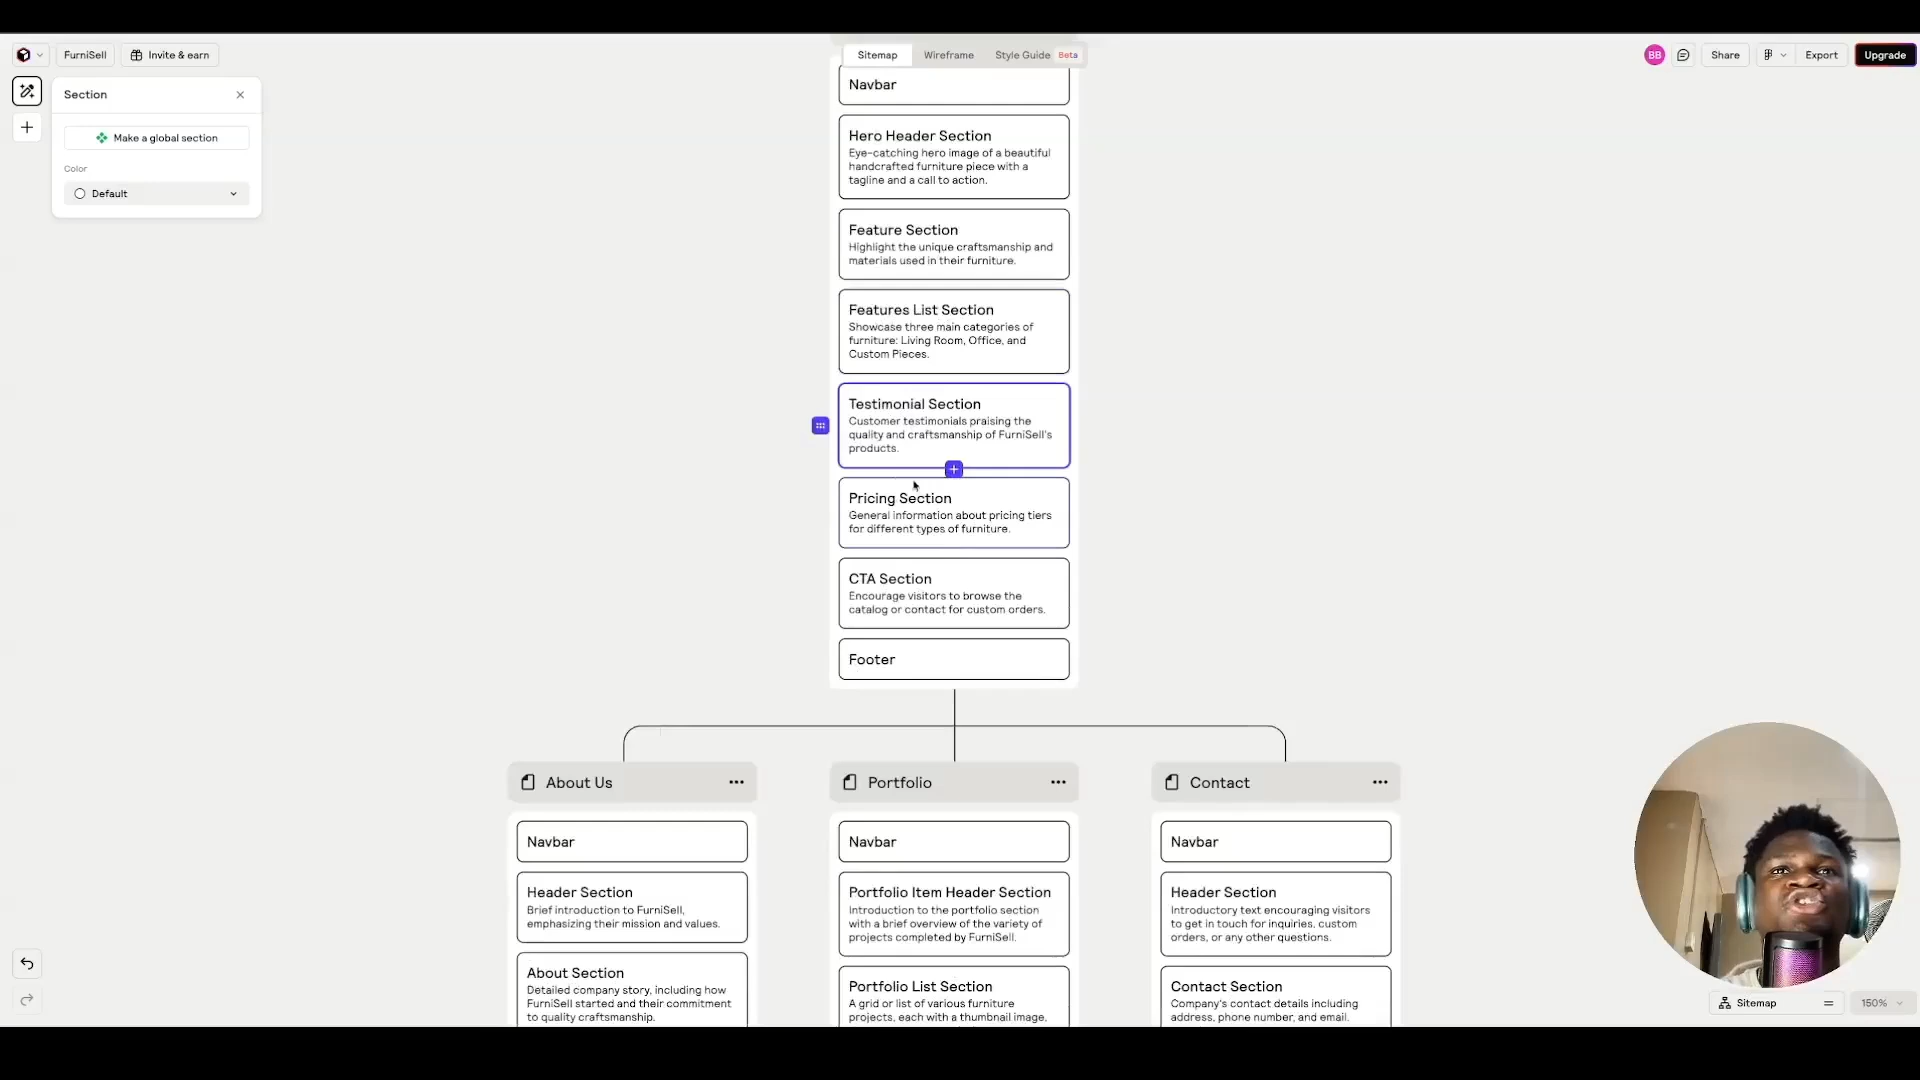 FurniSell
Invite & earn
Sitemap
Wireframe
Style Guide
Beta
BB
Share
Export
Upgrade
Section
Make a global section
Color
Default
Navbar
Hero Header Section
Eye-catching hero image of a beautiful
handcrafted furniture piece with a
tagline and a call to action.
Feature Section
Highlight the unique craftsmanship and
materials used in their furniture.
Features List Section
Showcase three main categories of
furniture: Living Room, Office, and
Custom Pieces.
Testimonial Section
Customer testimonials praising the
quality and craftsmanship of FurniSell's
products.
Pricing Section
General information about pricing tiers
for different types of furniture.
CTA Section
Encourage visitors to browse the
catalog or contact for custom orders.
Footer
About Us
Navbar
Header Section
Brief introduction to FurniSell,
emphasizing their mission and values.
About Section
Detailed company story, including how
FurniSell started and their commitment
to quality craftsmanship.
Portfolio
Navbar
Portfolio Item Header Section
Introduction to the portfolio section
with a brief overview of the variety of
projects completed by FurniSell.
Portfolio List Section
A grid or list of various furniture
projects, each with a thumbnail image,
Contact
Navbar
Header Section
Introductory text encouraging visitors
to get in touch for inquiries, custom
orders, or any other questions.
Contact Section
Company's contact details including
address, phone number, and email.
Sitemap
150%